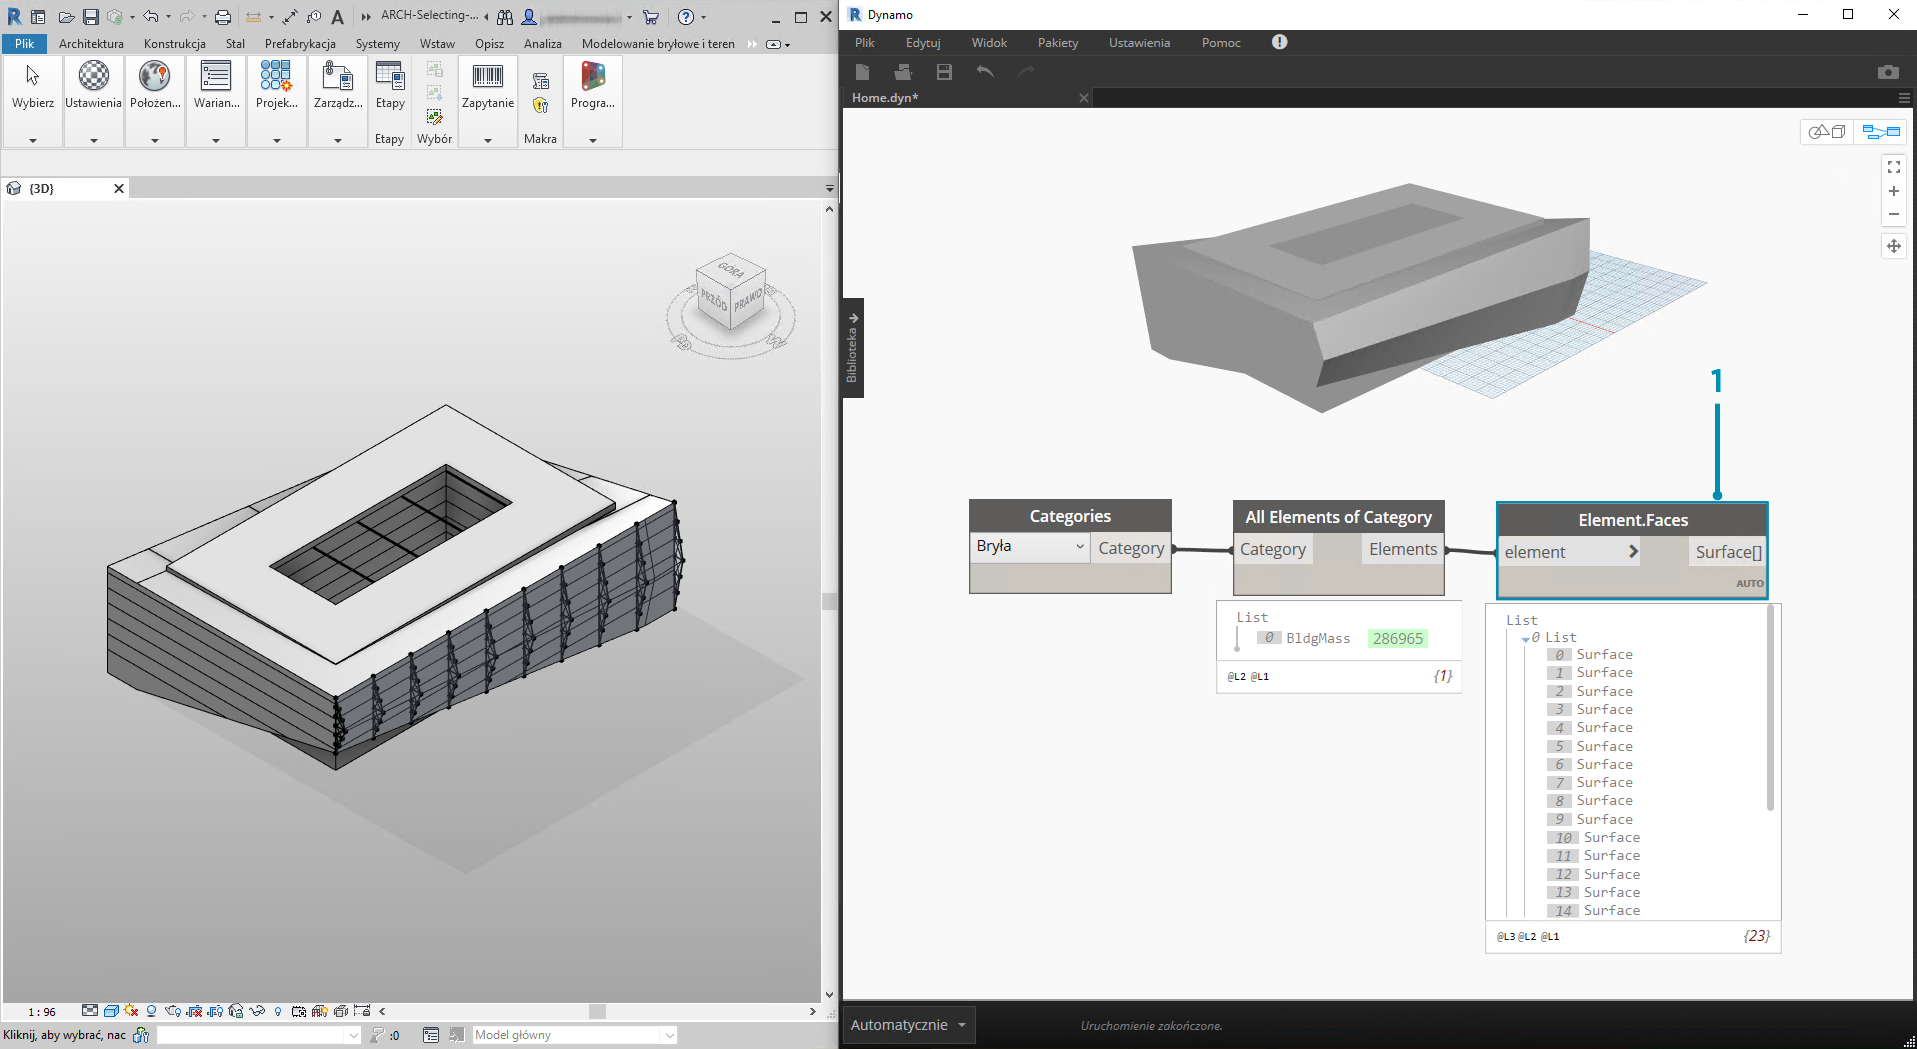 ARCH-Selecting-...
Plik Architektura Konstrukcja Stal Prefabrykacja Systemy Wstaw Opisz Analiza Modelowanie bryłowe i teren
Wybierz Ustawienia Położen... Warian... Projek... Zarządz... Etapy Zapytanie Progra...
Etapy Wybór Makra
{3D}
GÓRA
PRZÓD PRAWO
1 : 96
Kliknij, aby wybrać, nac :0 Model główny
Dynamo
Plik Edytuj Widok Pakiety Ustawienia Pomoc
Home.dyn*
Biblioteka
1
Categories
Bryła Category
All Elements of Category
Category Elements
List
0 BldgMass 286965
@L2 @L1 {1}
Element.Faces
element Surface[]
AUTO
List
0 List
0 Surface
1 Surface
2 Surface
3 Surface
4 Surface
5 Surface
6 Surface
7 Surface
8 Surface
9 Surface
10 Surface
11 Surface
12 Surface
13 Surface
14 Surface
@L3 @L2 @L1 {23}
Automatycznie Uruchomienie zakończone.